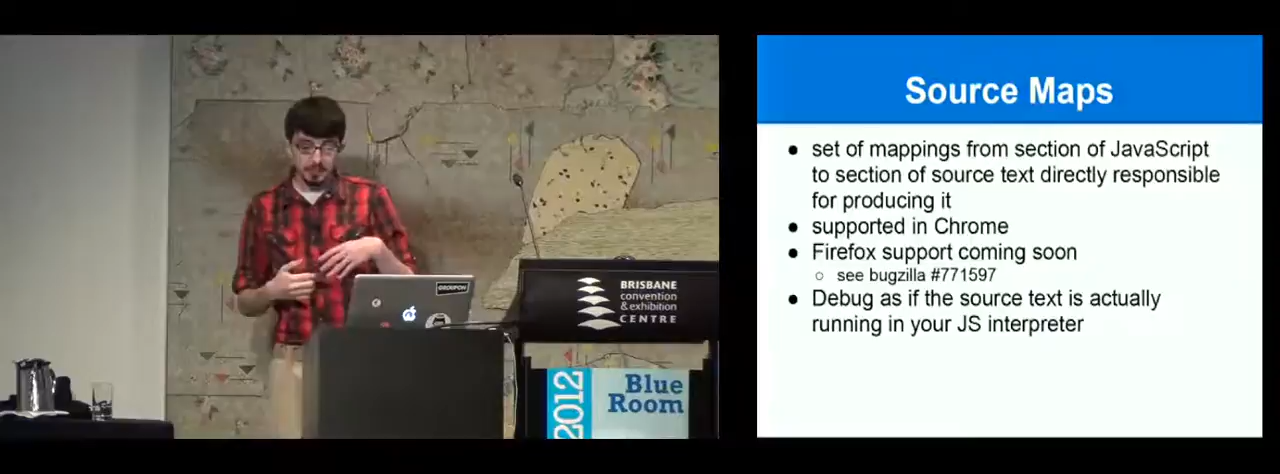 GROUPON
BRISBANE
convention
& exhibition
CENTRE
2012
Blue
Room
Source Maps
● set of mappings from section of JavaScript
to section of source text directly responsible
for producing it
● supported in Chrome
● Firefox support coming soon
○ see bugzilla #771597
● Debug as if the source text is actually
running in your JS interpreter